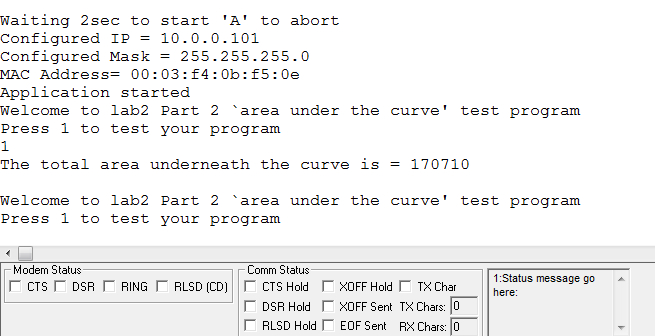 Waiting 2sec to start 'A' to abort
Configured IP = 10.0.0.101
Configured Mask = 255.255.255.0
MAC Address= 00:03:f4:0b:f5:0e
Application started
Welcome to lab2 Part 2 `area under the curve' test program
Press 1 to test your program
1
The total area underneath the curve is = 170710
Welcome to lab2 Part 2 `area under the curve' test program
Press 1 to test your program
Modem Status
CTS DSR RING RLSD (CD)
Comm Status
CTS Hold XOFF Hold TX Char
DSR Hold XOFF Sent TX Chars: 0
RLSD Hold EOF Sent RX Chars: 0
1:Status message go
here: